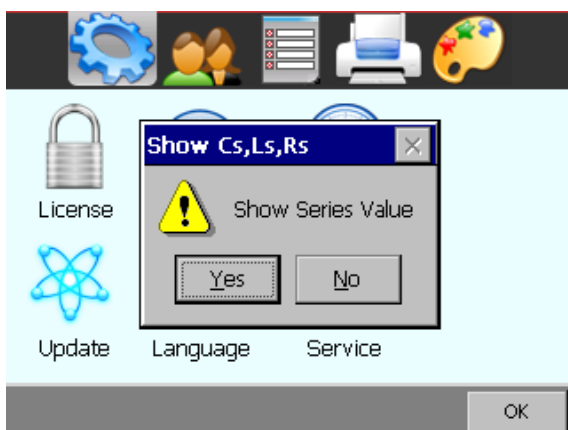 License
Show Cs,Ls,Rs
Show Series Value
Yes
No
Update
Language
Service
OK